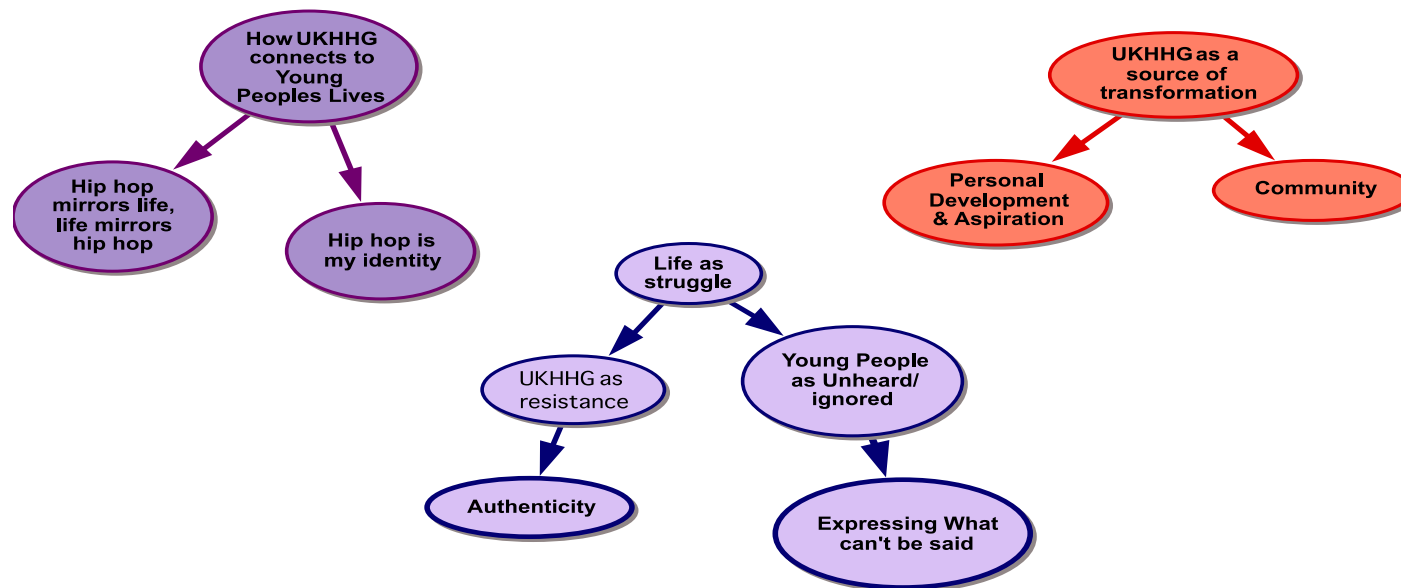 How UKHHG
connects to
Young
Peoples Lives
Hip hop
mirrors life,
life mirrors
hip hop
Hip hop is
my identity
UKHHG as a
source of
transformation
Personal
Development
& Aspiration
Community
Life as
struggle
UKHHG as
resistance
Young People
as Unheard/
ignored
Authenticity
Expressing What
can't be said